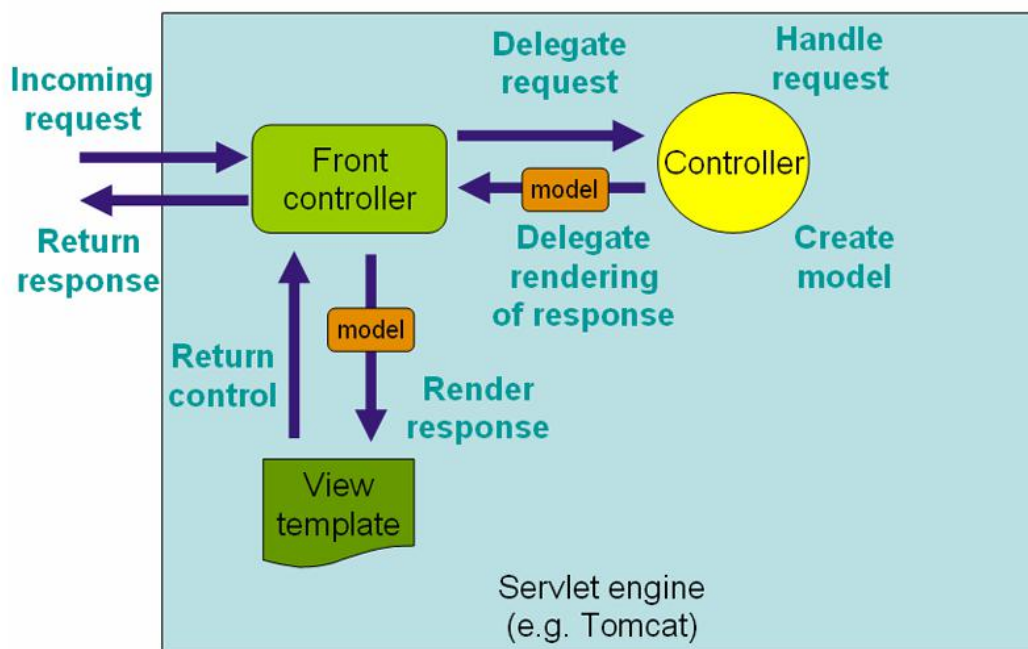 Incoming
request
Return
response
Front
controller
Delegate
request
Handle
request
Controller
model
Delegate
rendering
of response
Create
model
model
Return
control
Render
response
View
template
Servlet engine
(e.g. Tomcat)